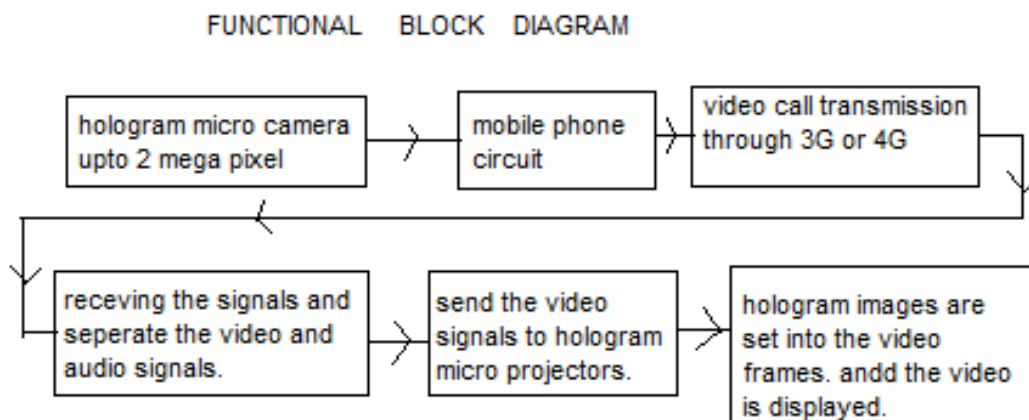 FUNCTIONAL BLOCK DIAGRAM
hologram micro camera
upto 2 mega pixel
mobile phone
circuit
video call transmission
through 3G or 4G
receving the signals and
seperate the video and
audio signals.
send the video
signals to hologram
micro projectors.
hologram images are
set into the video
frames. andd the video
is displayed.